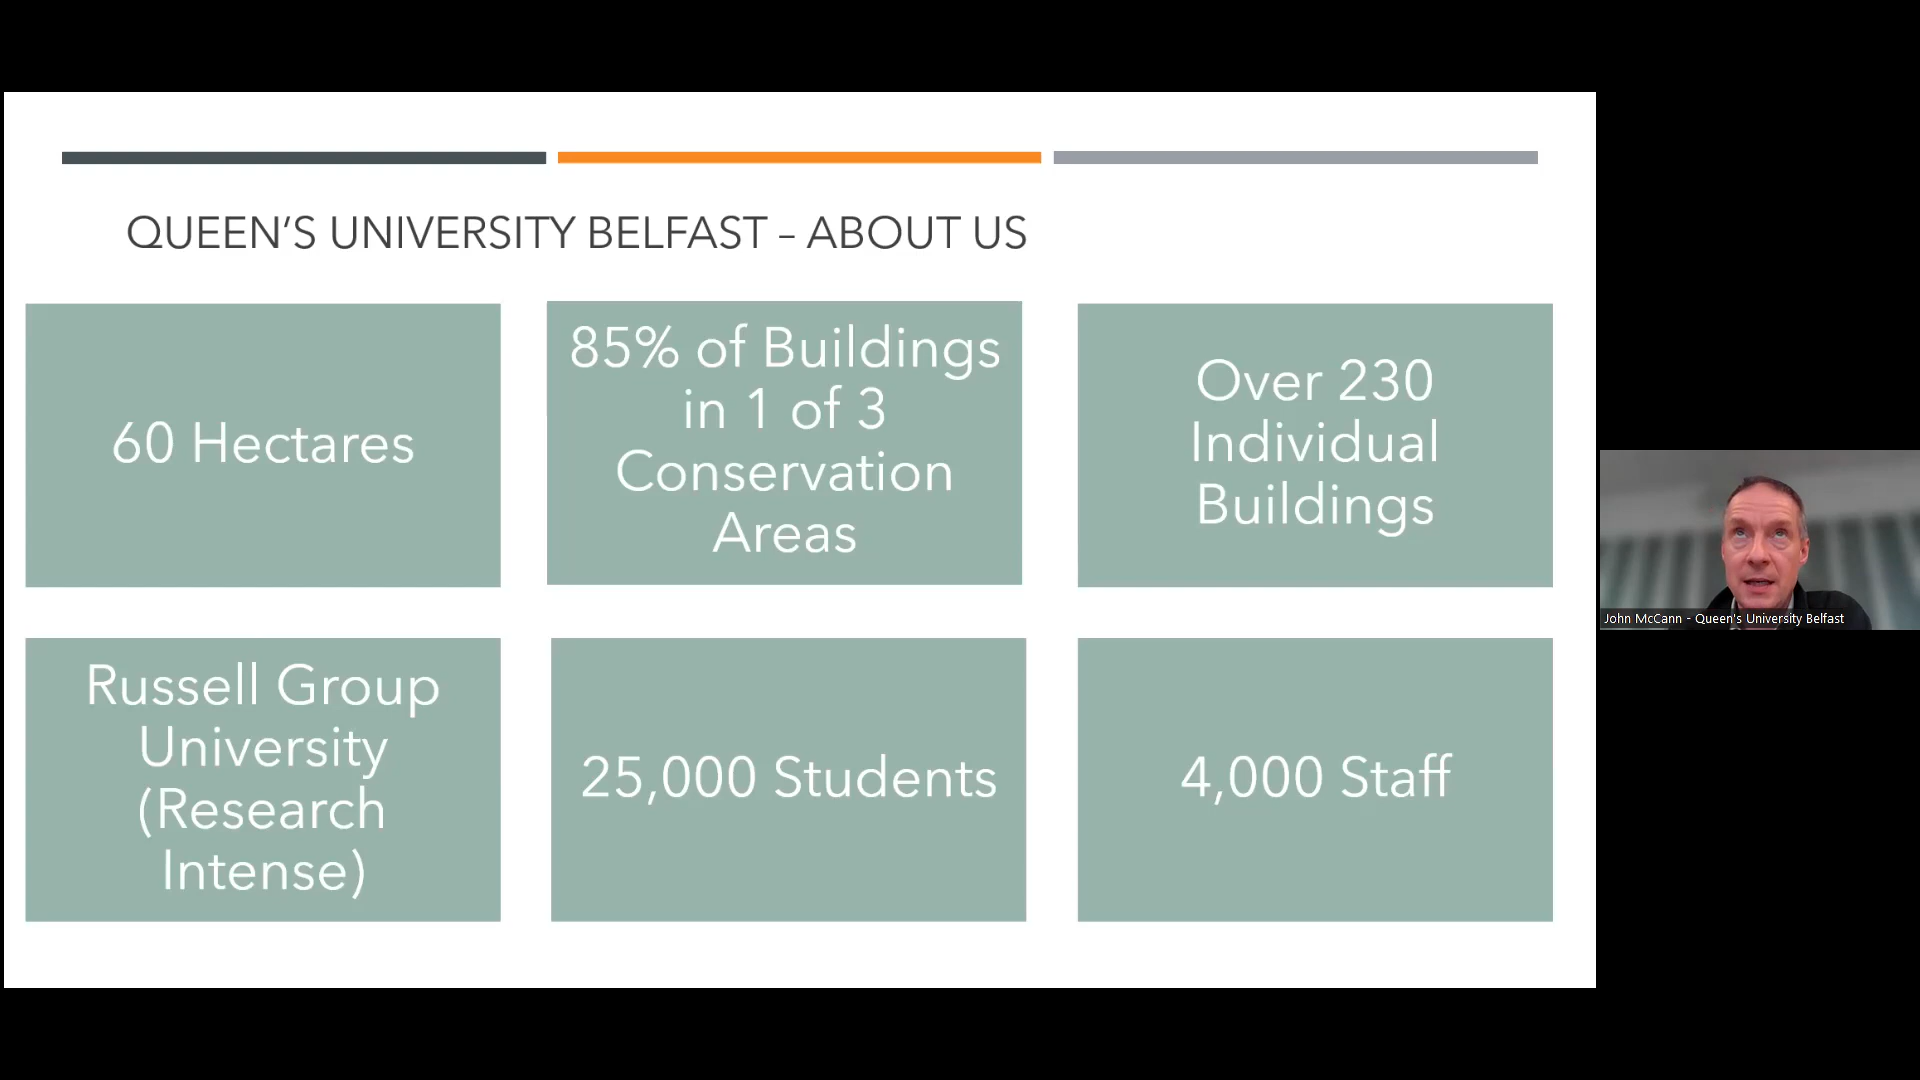 QUEEN’S UNIVERSITY BELFAST – ABOUT US
60 Hectares
85% of Buildings
in 1 of 3
Conservation
Areas
Over 230
Individual
Buildings
Russell Group
University
(Research
Intense)
25,000 Students
4,000 Staff
John McCann - Queen's University Belfast